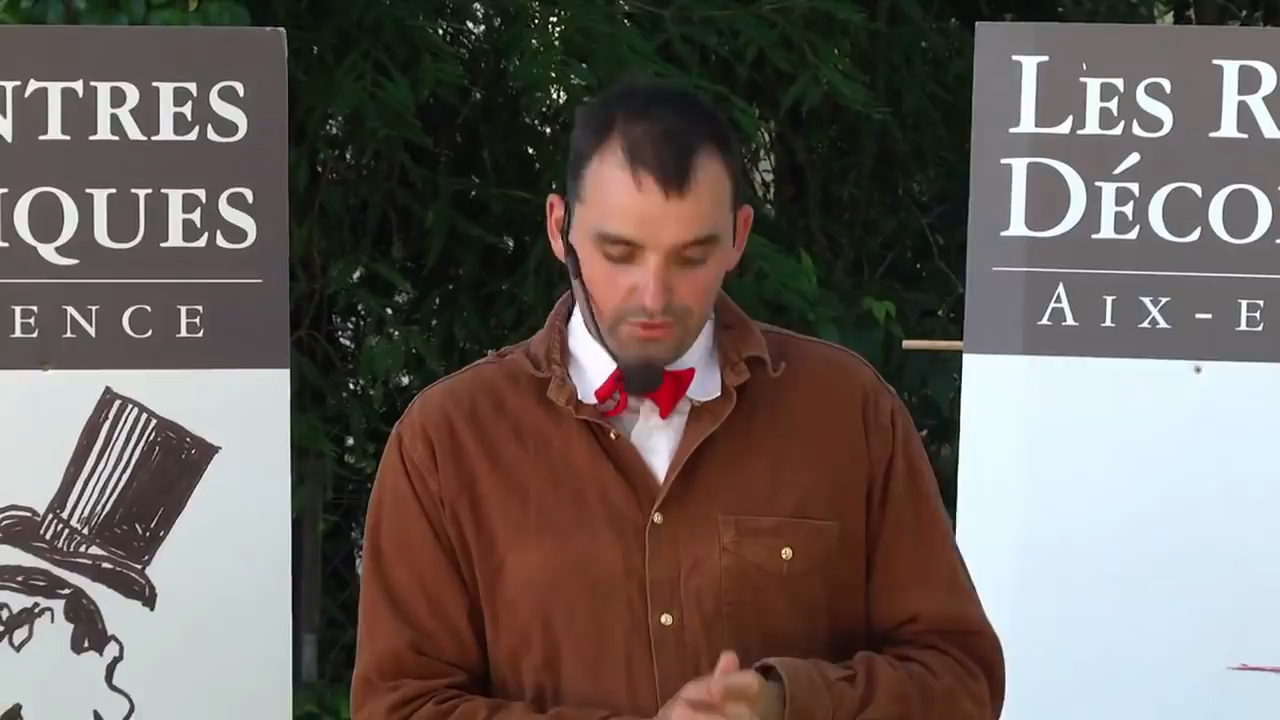 NTRES
IQUES
ENCE
LES R
DÉCO
AIX-E